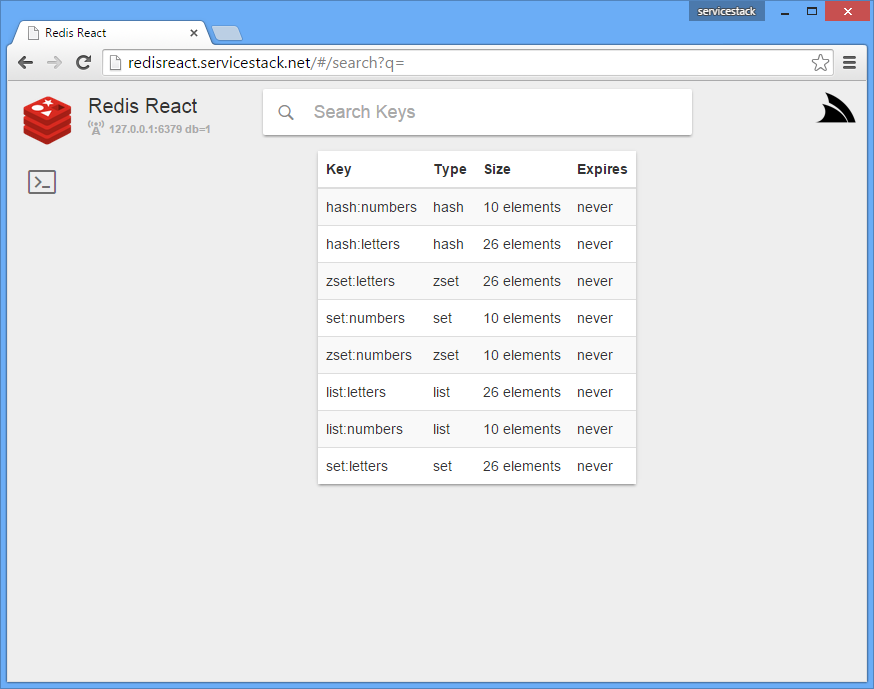 servicestack
Redis React
redisreact.servicestack.net/#/search?q=
Redis React
127.0.0.1:6379 db=1
Search Keys
Key Type Size Expires
hash:numbers hash 10 elements never
hash:letters hash 26 elements never
zset:letters zset 26 elements never
set:numbers set 10 elements never
zset:numbers zset 10 elements never
list:letters list 26 elements never
list:numbers list 10 elements never
set:letters set 26 elements never